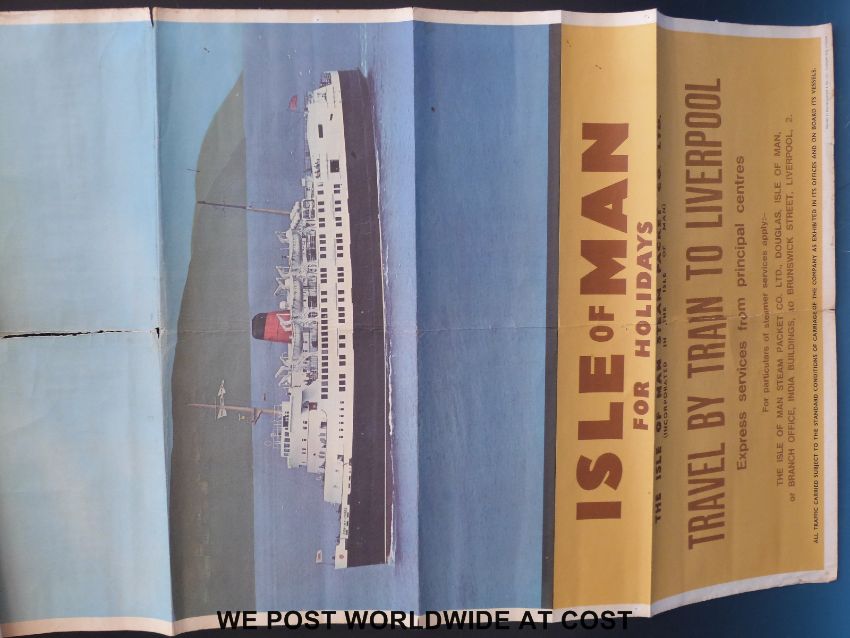 ISLE OF MAN
FOR HOLIDAYS
THE ISLE OF MAN STEAM PACKET CO. LTD.
(INCORPORATED IN THE ISLE OF MAN)
TRAVEL BY TRAIN TO LIVERPOOL
Express services from principal centres
For particulars of steamer services apply:-
THE ISLE OF MAN STEAM PACKET CO. LTD., DOUGLAS, ISLE OF MAN,
or BRANCH OFFICE, INDIA BUILDINGS, 40 BRUNSWICK STREET, LIVERPOOL, 2.
ALL TRAFFIC CARRIED SUBJECT TO THE STANDARD CONDITIONS OF CARRIAGE OF THE COMPANY AS EXHIBITED IN ITS OFFICES AND ON BOARD ITS VESSELS.
WE POST WORLDWIDE AT COST